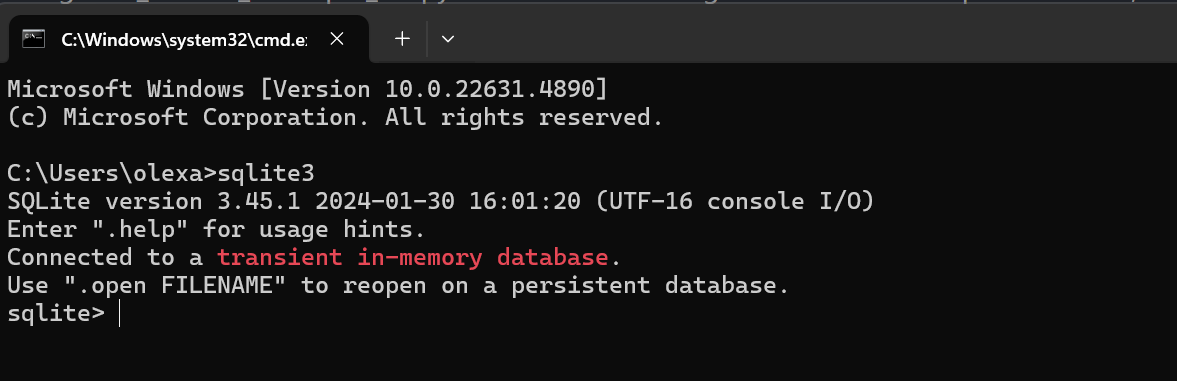 C:\Windows\system32\cmd.e
Microsoft Windows [Version 10.0.22631.4890]
(c) Microsoft Corporation. All rights reserved.
C:\Users\olexa>sqlite3
SQLite version 3.45.1 2024-01-30 16:01:20 (UTF-16 console I/O)
Enter ".help" for usage hints.
Connected to a transient in-memory database.
Use ".open FILENAME" to reopen on a persistent database.
sqlite>